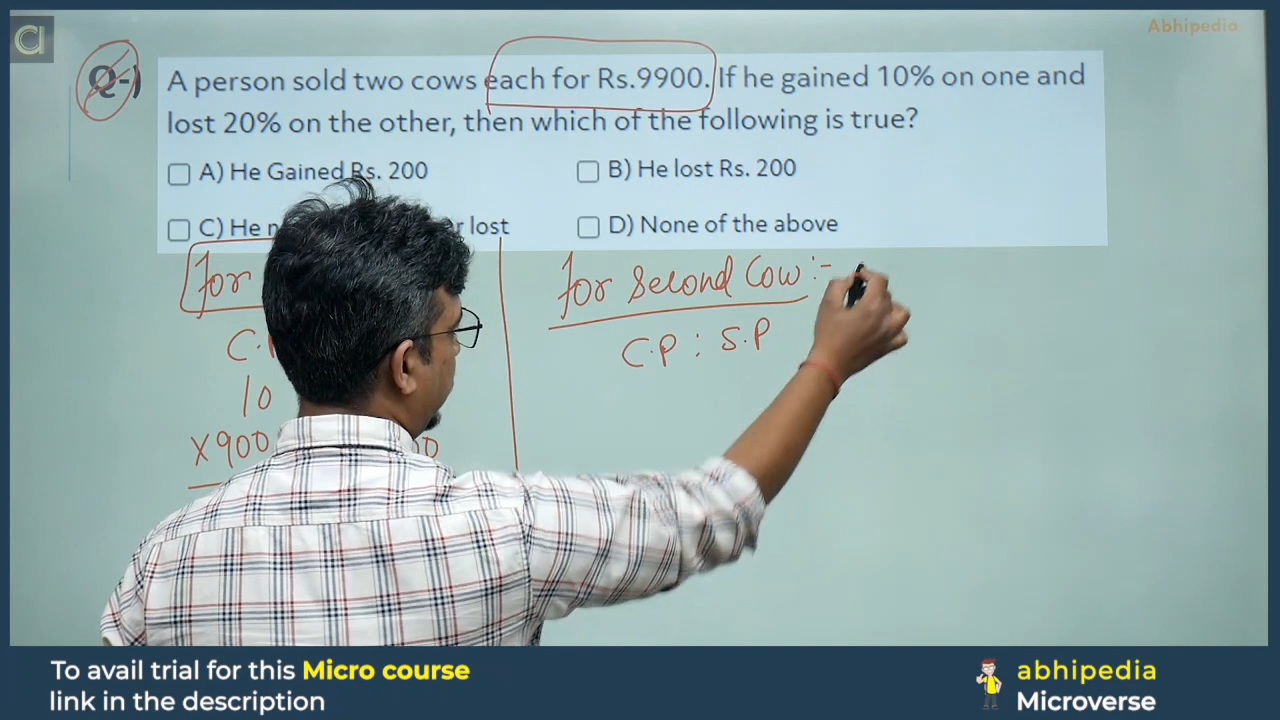 Abhipedia
Q-1
A person sold two cows each for Rs.9900. If he gained 10% on one and
lost 20% on the other, then which of the following is true?
A) He Gained Rs. 200
B) He lost Rs. 200
C) He lost
D) None of the above
for
for Second Cow :-
C.P : S.P
10
X900
To avail trial for this Micro course
link in the description
abhipedia
Microverse